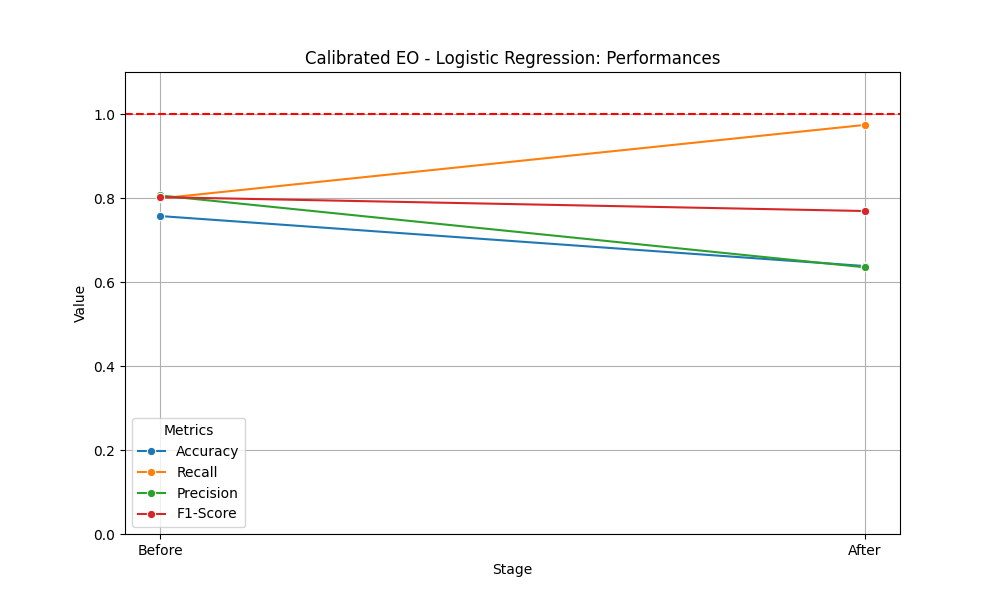 Calibrated EO - Logistic Regression: Performances
1.0
0.8
0.6
0.4
0.2
0.0
Value
Metrics
Accuracy
Recall
Precision
F1-Score
Before
After
Stage